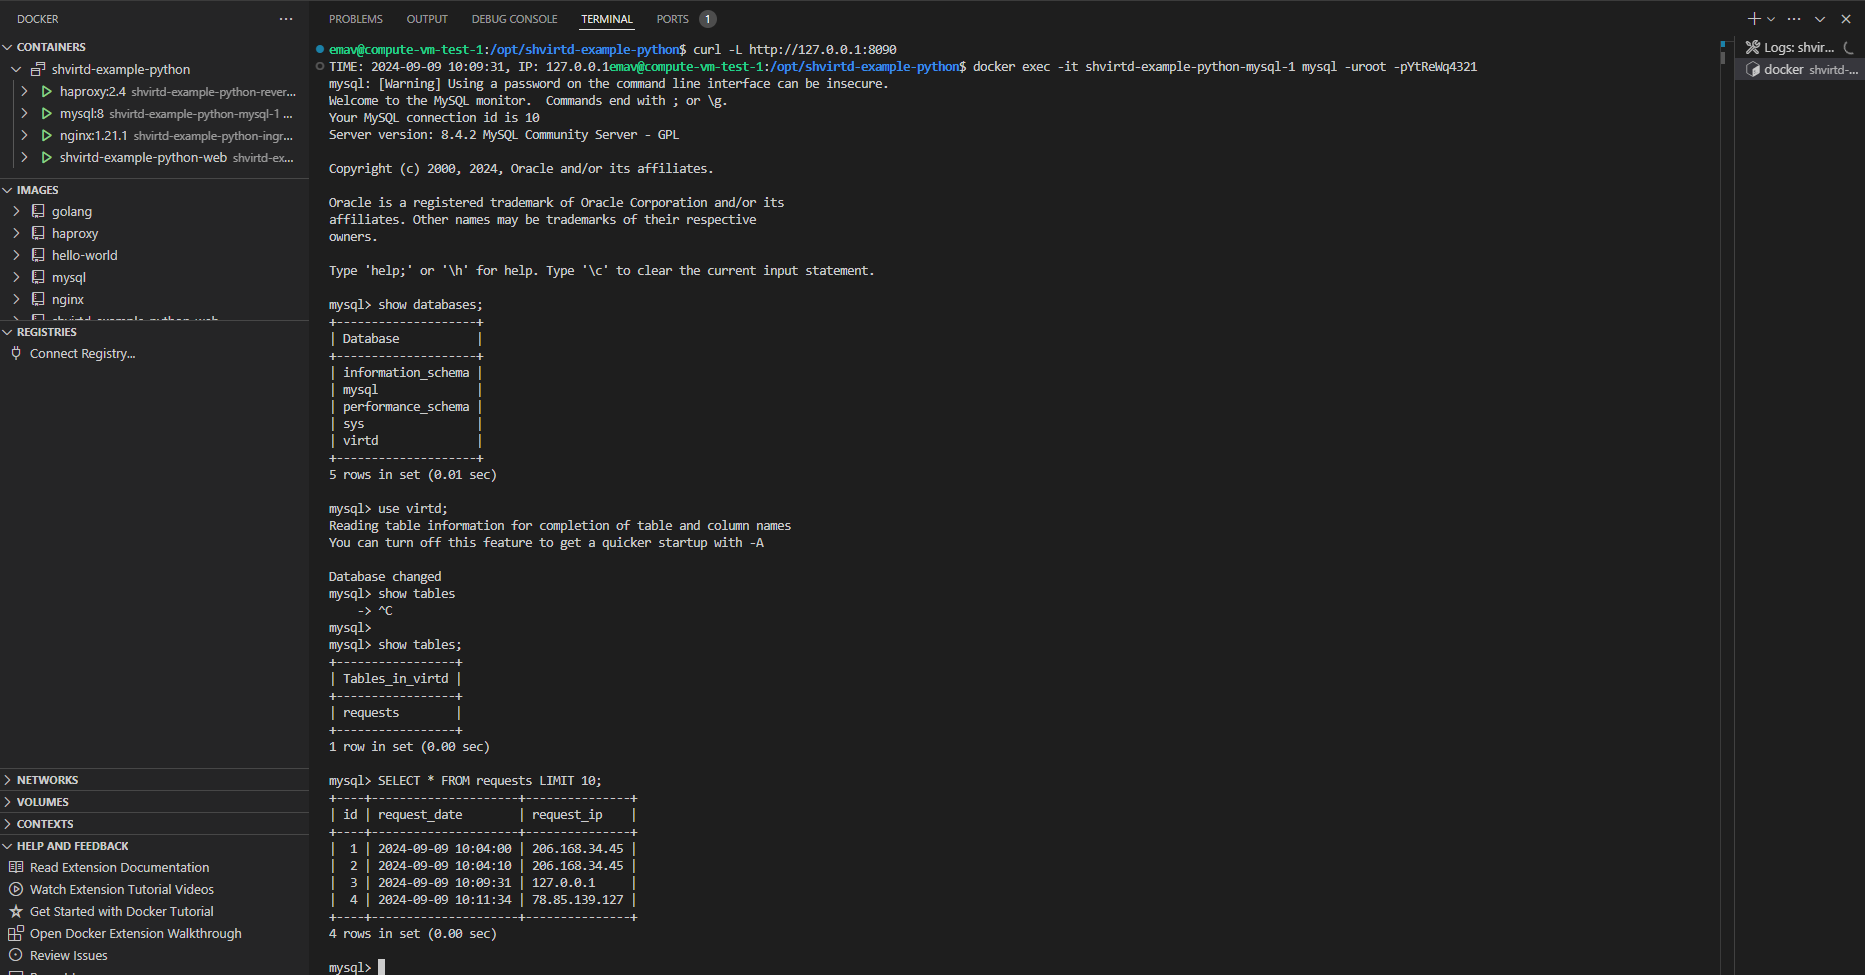 DOCKER
CONTAINERS
shvirtd-example-python
haproxy:2.4 shvirtd-example-python-rever...
mysql:8 shvirtd-example-python-mysql-1 ...
nginx:1.21.1 shvirtd-example-python-ingr...
shvirtd-example-python-web shvirtd-ex...
IMAGES
golang
haproxy
hello-world
mysql
nginx
shvirtd-example-python-web
REGISTRIES
Connect Registry...
NETWORKS
VOLUMES
CONTEXTS
HELP AND FEEDBACK
Read Extension Documentation
Watch Extension Tutorial Videos
Get Started with Docker Tutorial
Open Docker Extension Walkthrough
Review Issues
PROBLEMS OUTPUT DEBUG CONSOLE TERMINAL PORTS 1
emav@compute-vm-test-1:/opt/shvirtd-example-python$ curl -L http://127.0.0.1:8090
TIME: 2024-09-09 10:09:31, IP: 127.0.0.1emav@compute-vm-test-1:/opt/shvirtd-example-python$ docker exec -it shvirtd-example-python-mysql-1 mysql -uroot -pYtReWq4321
mysql: [Warning] Using a password on the command line interface can be insecure.
Welcome to the MySQL monitor.  Commands end with ; or \g.
Your MySQL connection id is 10
Server version: 8.4.2 MySQL Community Server - GPL
Copyright (c) 2000, 2024, Oracle and/or its affiliates.
Oracle is a registered trademark of Oracle Corporation and/or its
affiliates. Other names may be trademarks of their respective
owners.
Type 'help;' or '\h' for help. Type '\c' to clear the current input statement.
mysql> show databases;
+--------------------+
| Database           |
+--------------------+
| information_schema |
| mysql              |
| performance_schema |
| sys                |
| virtd              |
+--------------------+
5 rows in set (0.01 sec)
mysql> use virtd;
Reading table information for completion of table and column names
You can turn off this feature to get a quicker startup with -A
Database changed
mysql> show tables
    -> ^C
mysql>
mysql> show tables;
+-----------------+
| Tables_in_virtd |
+-----------------+
| requests        |
+-----------------+
1 row in set (0.00 sec)
mysql> SELECT * FROM requests LIMIT 10;
+----+---------------------+---------------+
| id | request_date        | request_ip    |
+----+---------------------+---------------+
|  1 | 2024-09-09 10:04:00 | 206.168.34.45 |
|  2 | 2024-09-09 10:04:10 | 206.168.34.45 |
|  3 | 2024-09-09 10:09:31 | 127.0.0.1     |
|  4 | 2024-09-09 10:11:34 | 78.85.139.127 |
+----+---------------------+---------------+
4 rows in set (0.00 sec)
mysql>
Logs: shvir...
docker shvirtd-...